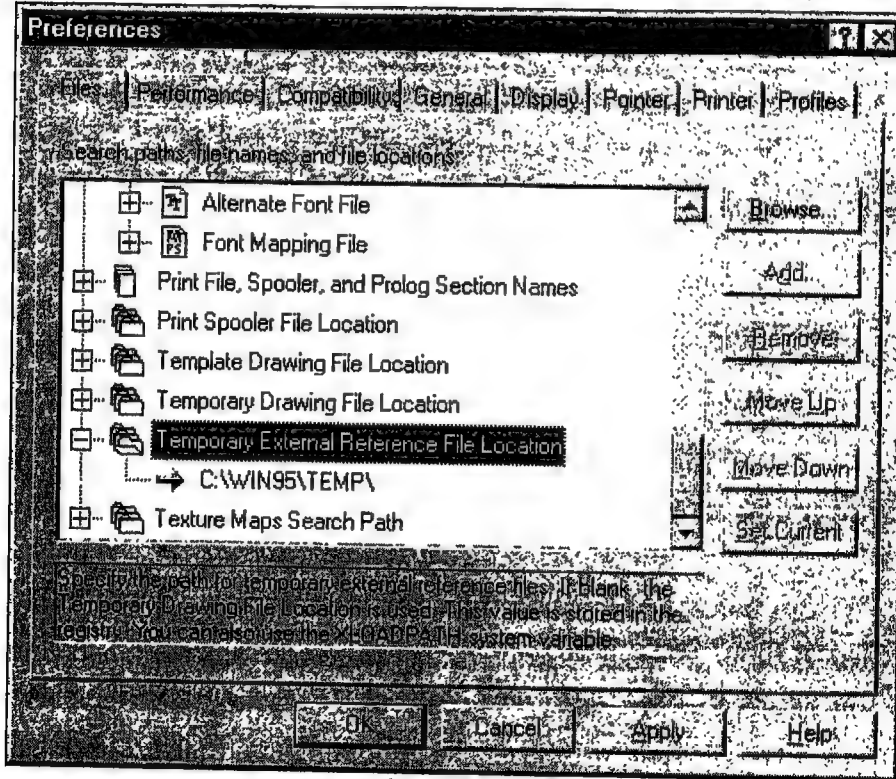 Preferences
Files Performance Compatibility General Display Pointer Printer Profiles
Search paths, file names, and file locations:
Alternate Font File
Font Mapping File
Print File, Spooler, and Prolog Section Names
Print Spooler File Location
Template Drawing File Location
Temporary Drawing File Location
Temporary External Reference File Location
C:\WIN95\TEMP\
Texture Maps Search Path
Browse...
Add...
Remove
Move Up
Move Down
Set Current
Specify the path for temporary external reference files. If blank, the
Temporary Drawing File Location is used. This value is stored in the
registry. You can also use the XLOADPATH system variable.
OK Cancel Apply Help